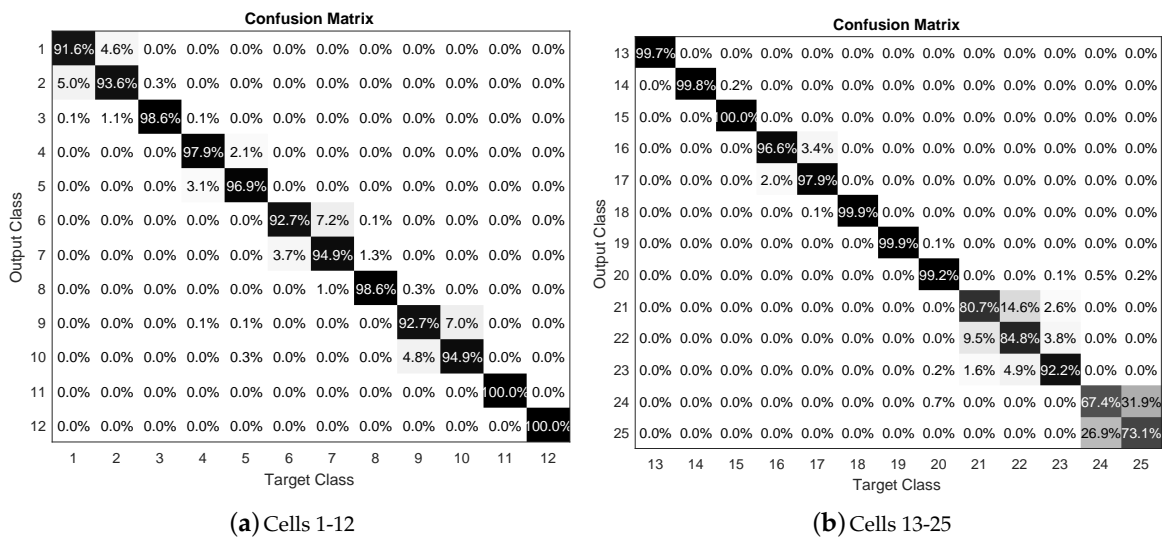 Confusion Matrix
1 91.6% 4.6% 0.0% 0.0% 0.0% 0.0% 0.0% 0.0% 0.0% 0.0% 0.0% 0.0%
2 5.0% 93.6% 0.3% 0.0% 0.0% 0.0% 0.0% 0.0% 0.0% 0.0% 0.0% 0.0%
3 0.1% 1.1% 98.6% 0.1% 0.0% 0.0% 0.0% 0.0% 0.0% 0.0% 0.0% 0.0%
4 0.0% 0.0% 0.0% 97.9% 2.1% 0.0% 0.0% 0.0% 0.0% 0.0% 0.0% 0.0%
5 0.0% 0.0% 0.0% 3.1% 96.9% 0.0% 0.0% 0.0% 0.0% 0.0% 0.0% 0.0%
6 0.0% 0.0% 0.0% 0.0% 0.0% 92.7% 7.2% 0.1% 0.0% 0.0% 0.0% 0.0%
7 0.0% 0.0% 0.0% 0.0% 0.0% 3.7% 94.9% 1.3% 0.0% 0.0% 0.0% 0.0%
8 0.0% 0.0% 0.0% 0.0% 0.0% 0.0% 1.0% 98.6% 0.3% 0.0% 0.0% 0.0%
9 0.0% 0.0% 0.0% 0.1% 0.1% 0.0% 0.0% 0.0% 92.7% 7.0% 0.0% 0.0%
10 0.0% 0.0% 0.0% 0.0% 0.3% 0.0% 0.0% 0.0% 4.8% 94.9% 0.0% 0.0%
11 0.0% 0.0% 0.0% 0.0% 0.0% 0.0% 0.0% 0.0% 0.0% 0.0% 100.0% 0.0%
12 0.0% 0.0% 0.0% 0.0% 0.0% 0.0% 0.0% 0.0% 0.0% 0.0% 0.0% 100.0%
1 2 3 4 5 6 7 8 9 10 11 12
Target Class
Output Class
(a) Cells 1-12
Confusion Matrix
13 99.7% 0.0% 0.0% 0.0% 0.0% 0.0% 0.0% 0.0% 0.0% 0.0% 0.0% 0.0% 0.0%
14 0.0% 99.8% 0.2% 0.0% 0.0% 0.0% 0.0% 0.0% 0.0% 0.0% 0.0% 0.0% 0.0%
15 0.0% 0.0% 100.0% 0.0% 0.0% 0.0% 0.0% 0.0% 0.0% 0.0% 0.0% 0.0% 0.0%
16 0.0% 0.0% 0.0% 96.6% 3.4% 0.0% 0.0% 0.0% 0.0% 0.0% 0.0% 0.0% 0.0%
17 0.0% 0.0% 0.0% 2.0% 97.9% 0.0% 0.0% 0.0% 0.0% 0.0% 0.0% 0.0% 0.0%
18 0.0% 0.0% 0.0% 0.0% 0.1% 99.9% 0.0% 0.0% 0.0% 0.0% 0.0% 0.0% 0.0%
19 0.0% 0.0% 0.0% 0.0% 0.0% 0.0% 99.9% 0.1% 0.0% 0.0% 0.0% 0.0% 0.0%
20 0.0% 0.0% 0.0% 0.0% 0.0% 0.0% 0.0% 99.2% 0.0% 0.0% 0.1% 0.5% 0.2%
21 0.0% 0.0% 0.0% 0.0% 0.0% 0.0% 0.0% 0.0% 80.7% 14.6% 2.6% 0.0% 0.0%
22 0.0% 0.0% 0.0% 0.0% 0.0% 0.0% 0.0% 0.0% 9.5% 84.8% 3.8% 0.0% 0.0%
23 0.0% 0.0% 0.0% 0.0% 0.0% 0.0% 0.0% 0.2% 1.6% 4.9% 92.2% 0.0% 0.0%
24 0.0% 0.0% 0.0% 0.0% 0.0% 0.0% 0.0% 0.7% 0.0% 0.0% 0.0% 67.4% 31.9%
25 0.0% 0.0% 0.0% 0.0% 0.0% 0.0% 0.0% 0.0% 0.0% 0.0% 0.0% 26.9% 73.1%
13 14 15 16 17 18 19 20 21 22 23 24 25
Target Class
Output Class
(b) Cells 13-25